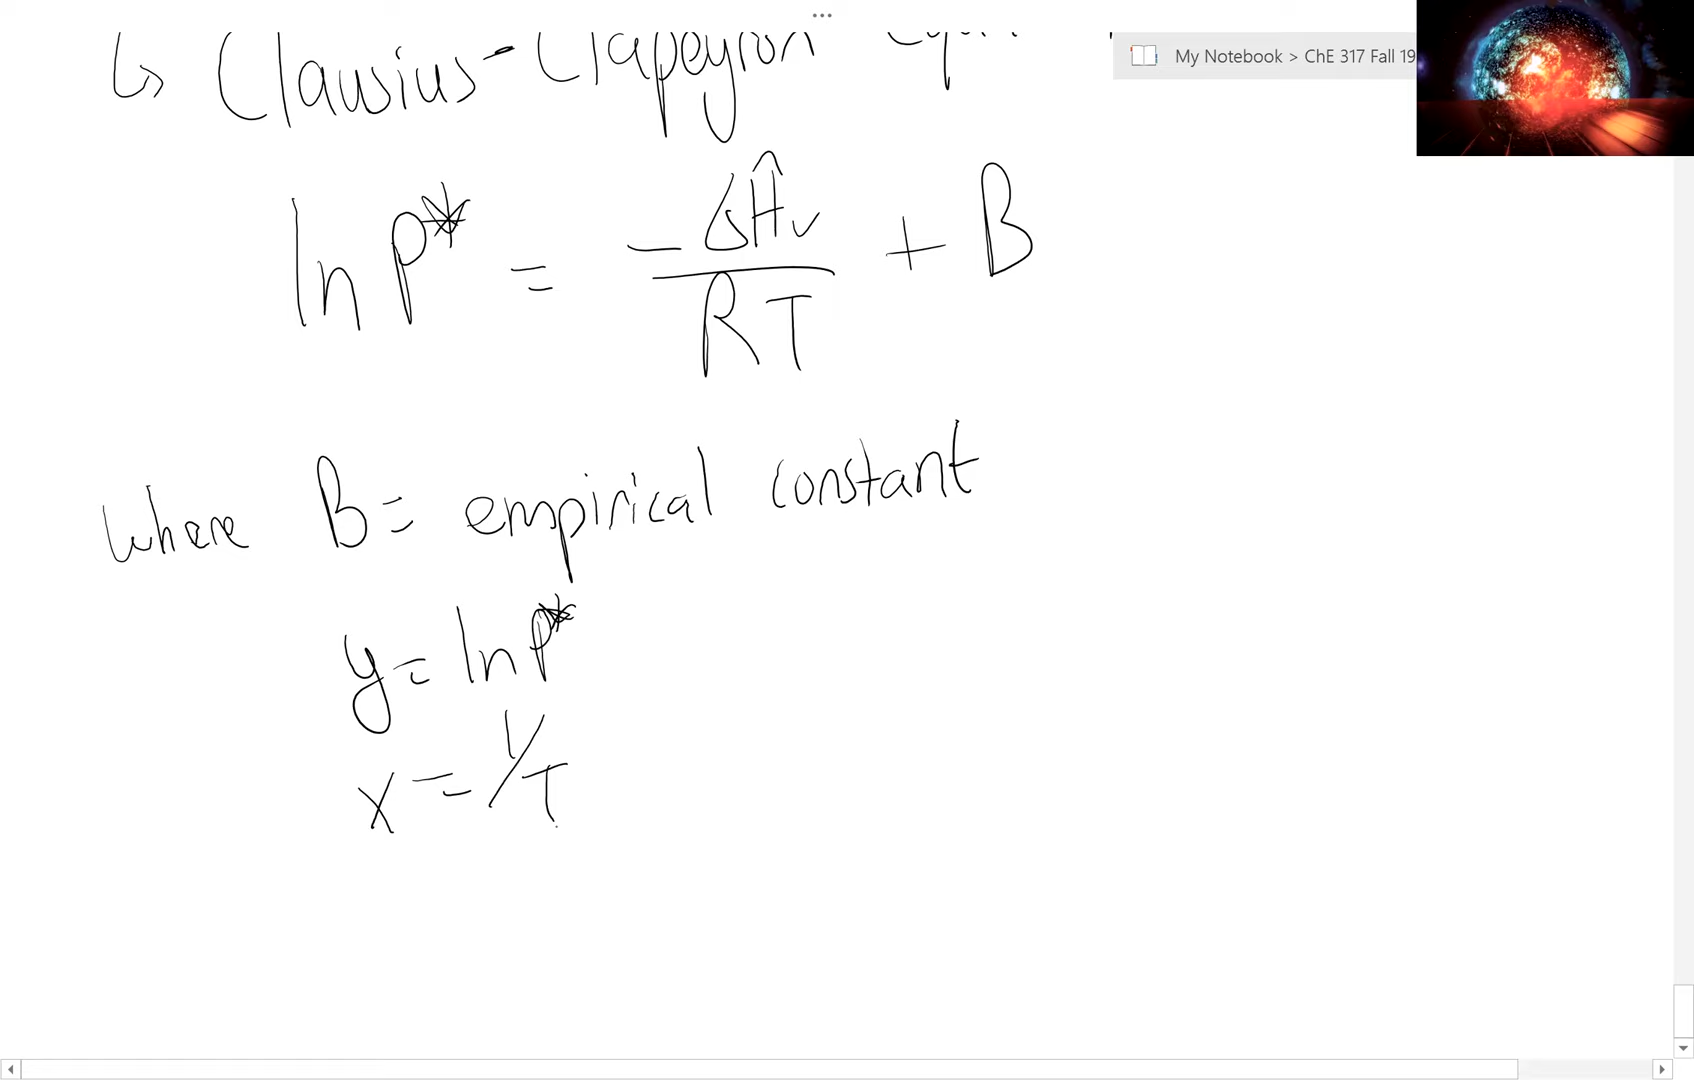 ↳ Clausius-Clapeyron
My Notebook > ChE 317 Fall 19
ln P* = -ΔĤv / RT + B
where B = empirical constant
y = ln P*
x = 1/T